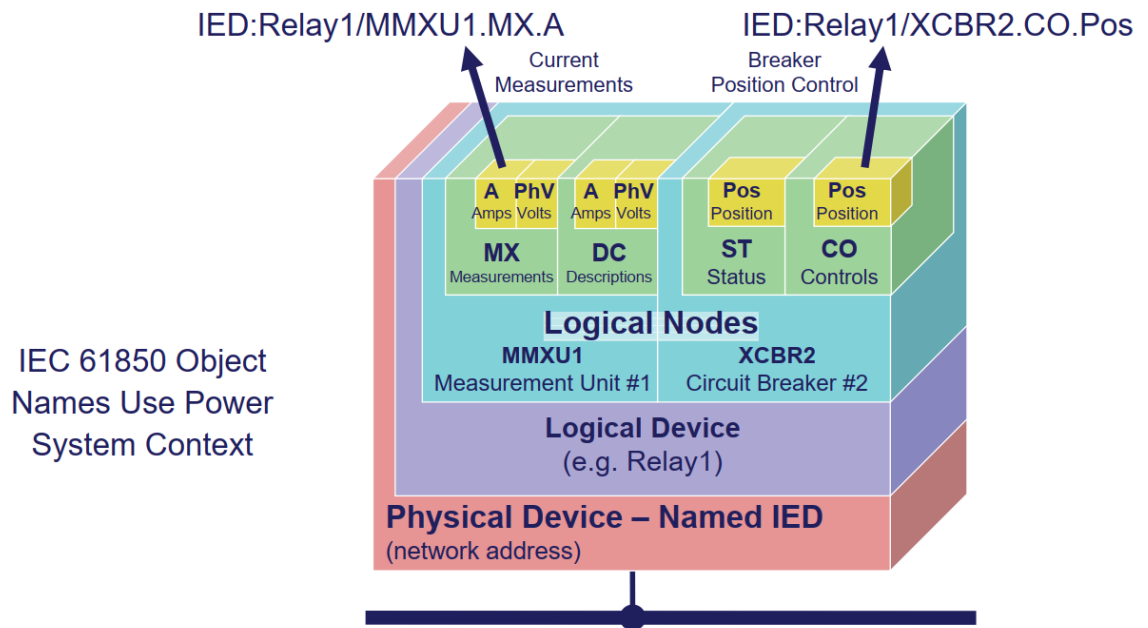 IED:Relay1/MMXU1.MX.A
IED:Relay1/XCBR2.CO.Pos
Current
Measurements
Breaker
Position Control
A
Amps
PhV
Volts
A
Amps
PhV
Volts
Pos
Position
Pos
Position
MX
Measurements
DC
Descriptions
ST
Status
CO
Controls
Logical Nodes
MMXU1
Measurement Unit #1
XCBR2
Circuit Breaker #2
IEC 61850 Object
Names Use Power
System Context
Logical Device
(e.g. Relay1)
Physical Device – Named IED
(network address)